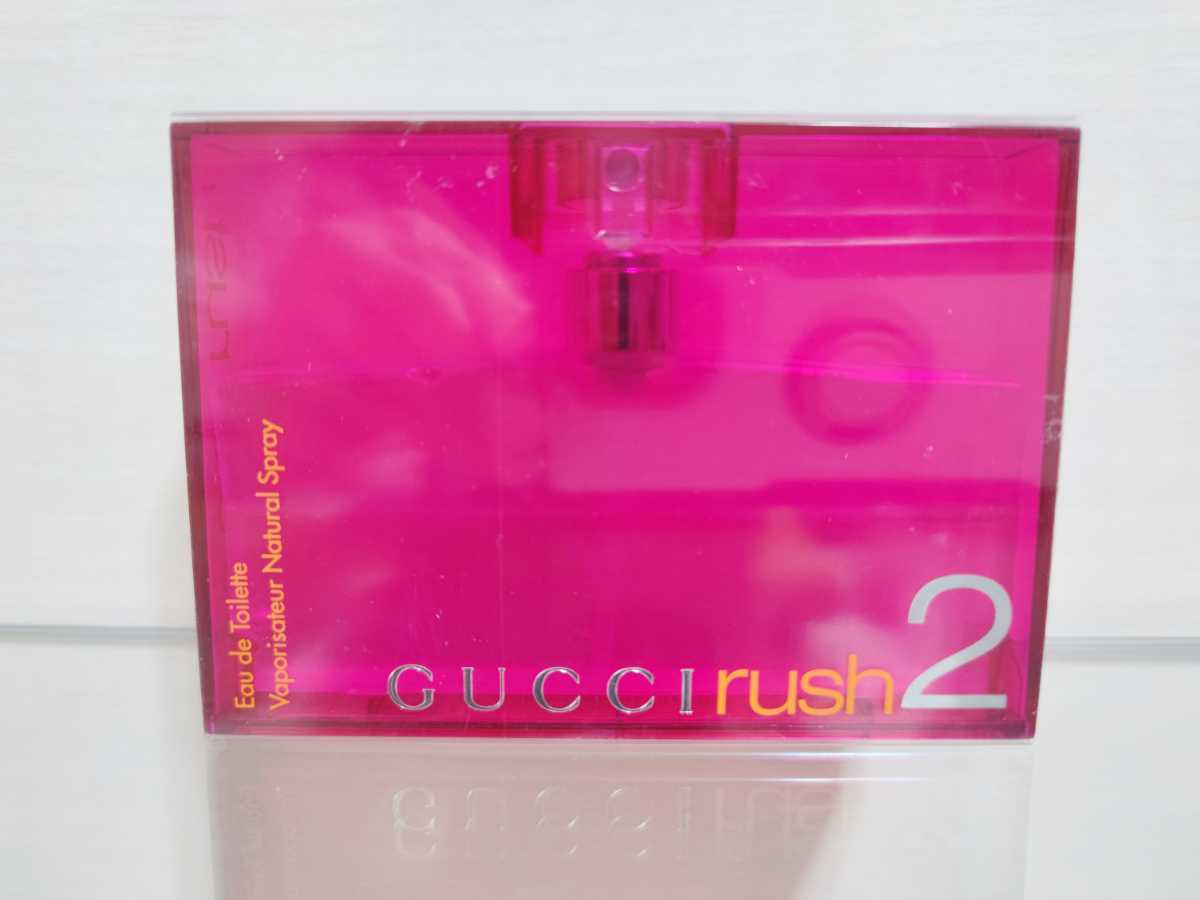 Eau de Toilette
Vaporisateur Natural Spray
GUCCI rush 2